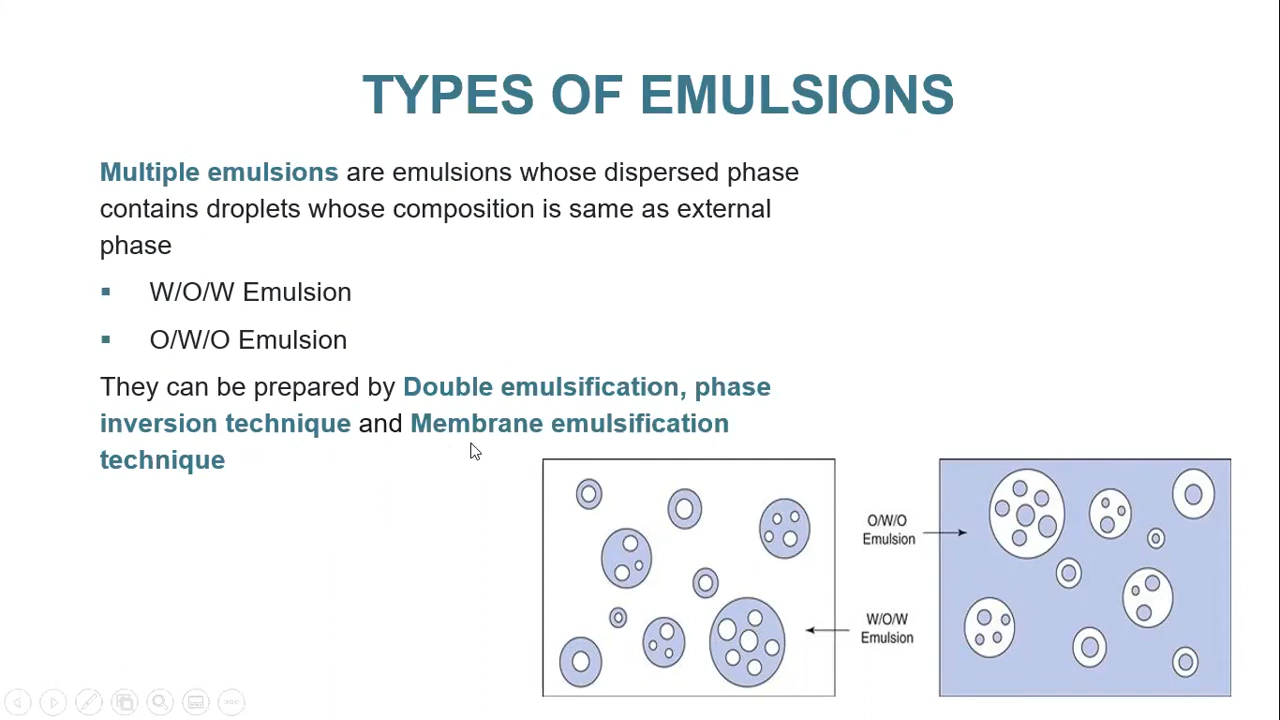 TYPES OF EMULSIONS
Multiple emulsions are emulsions whose dispersed phase
contains droplets whose composition is same as external
phase
▪ W/O/W Emulsion
▪ O/W/O Emulsion
They can be prepared by Double emulsification, phase
inversion technique and Membrane emulsification
technique
O/W/O
Emulsion
W/O/W
Emulsion